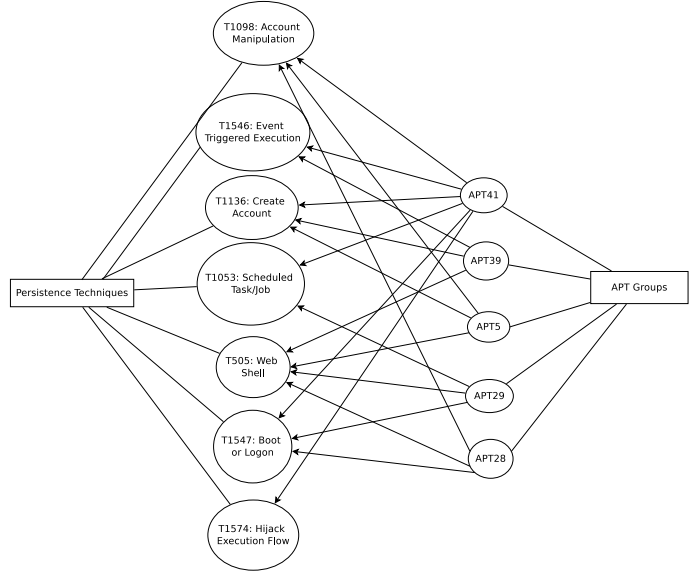 T1098: Account
Manipulation
T1546: Event
Triggered Execution
T1136: Create
Account
APT41
T1053: Scheduled
Task/Job
APT39
Persistence Techniques
APT Groups
APT5
T505: Web
Shell
APT29
T1547: Boot
or Logon
APT28
T1574: Hijack
Execution Flow